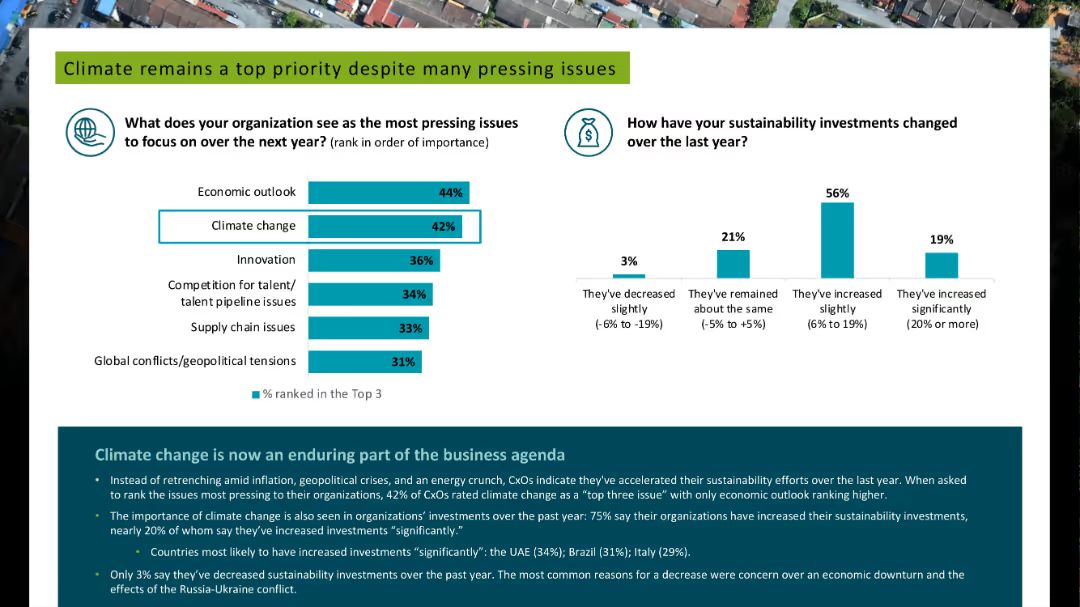 Climate remains a top priority despite many pressing issues
What does your organization see as the most pressing issues
to focus on over the next year? (rank in order of importance)
Economic outlook 44%
Climate change 42%
Innovation 36%
Competition for talent/
talent pipeline issues 34%
Supply chain issues 33%
Global conflicts/geopolitical tensions 31%
% ranked in the Top 3
How have your sustainability investments changed
over the last year?
3% 21% 56% 19%
They've decreased They've remained They've increased They've increased
slightly about the same slightly significantly
(-6% to -19%) (-5% to +5%) (6% to 19%) (20% or more)
Climate change is now an enduring part of the business agenda
• Instead of retrenching amid inflation, geopolitical crises, and an energy crunch, CxOs indicate they've accelerated their sustainability efforts over the last year. When asked
to rank the issues most pressing to their organizations, 42% of CxOs rated climate change as a “top three issue” with only economic outlook ranking higher.
• The importance of climate change is also seen in organizations’ investments over the past year: 75% say their organizations have increased their sustainability investments,
nearly 20% of whom say they’ve increased investments “significantly.”
• Countries most likely to have increased investments “significantly”: the UAE (34%); Brazil (31%); Italy (29%).
• Only 3% say they’ve decreased sustainability investments over the past year. The most common reasons for a decrease were concern over an economic downturn and the
effects of the Russia-Ukraine conflict.